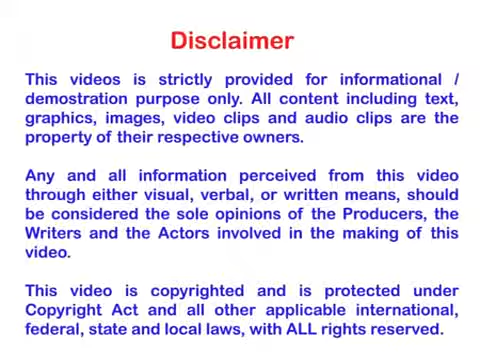 Disclaimer
This videos is strictly provided for informational /
demostration purpose only. All content including text,
graphics, images, video clips and audio clips are the
property of their respective owners.
Any and all information perceived from this video
through either visual, verbal, or written means, should
be considered the sole opinions of the Producers, the
Writers and the Actors involved in the making of this
video.
This video is copyrighted and is protected under
Copyright Act and all other applicable international,
federal, state and local laws, with ALL rights reserved.